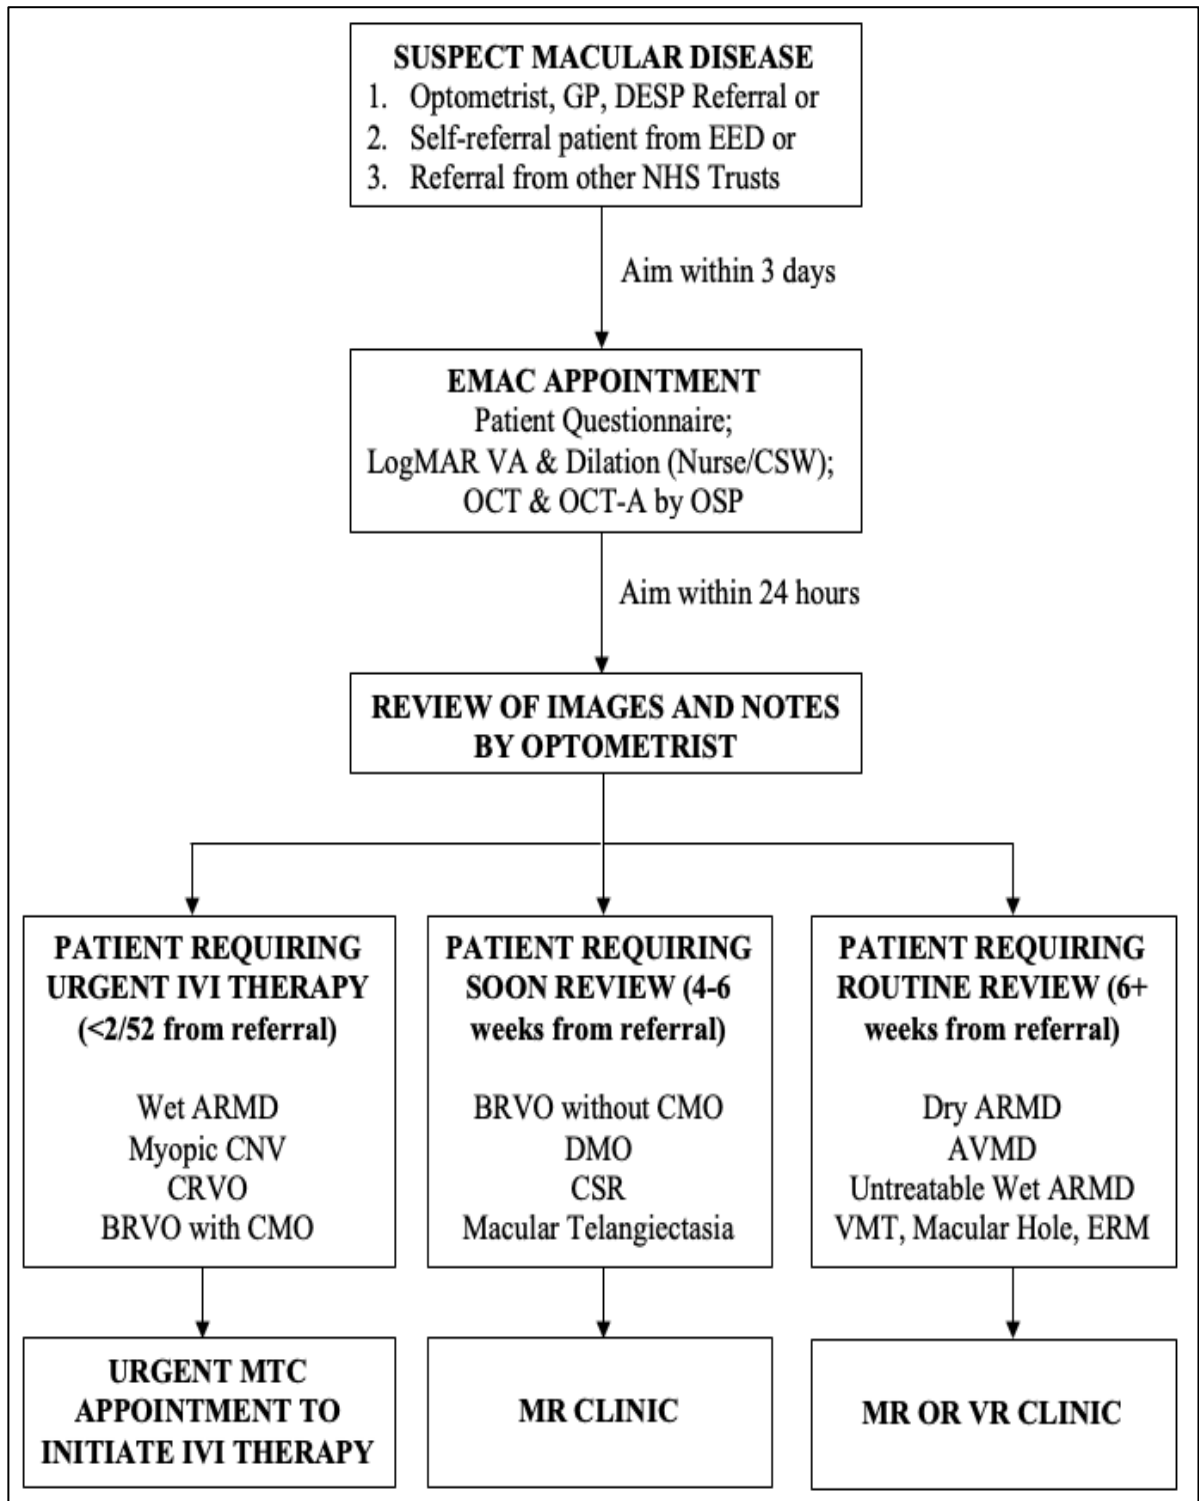 SUSPECT MACULAR DISEASE
1. Optometrist, GP, DESP Referral or
2. Self-referral patient from EED or
3. Referral from other NHS Trusts
Aim within 3 days
EMAC APPOINTMENT
Patient Questionnaire;
LogMAR VA & Dilation (Nurse/CSW);
OCT & OCT-A by OSP
Aim within 24 hours
REVIEW OF IMAGES AND NOTES
BY OPTOMETRIST
PATIENT REQUIRING
URGENT IVI THERAPY
(<2/52 from referral)
Wet ARMD
Myopic CNV
CRVO
BRVO with CMO
PATIENT REQUIRING
SOON REVIEW (4-6
weeks from referral)
BRVO without CMO
DMO
CSR
Macular Telangiectasia
PATIENT REQUIRING
ROUTINE REVIEW (6+
weeks from referral)
Dry ARMD
AVMD
Untreatable Wet ARMD
VMT, Macular Hole, ERM
URGENT MTC
APPOINTMENT TO
INITIATE IVI THERAPY
MR CLINIC
MR OR VR CLINIC